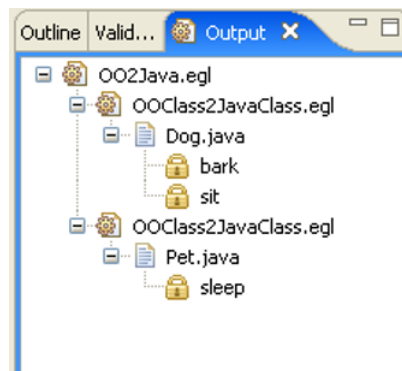 Outline Valid... Output
OO2Java.egl
OOClass2JavaClass.egl
Dog.java
bark
sit
OOClass2JavaClass.egl
Pet.java
sleep